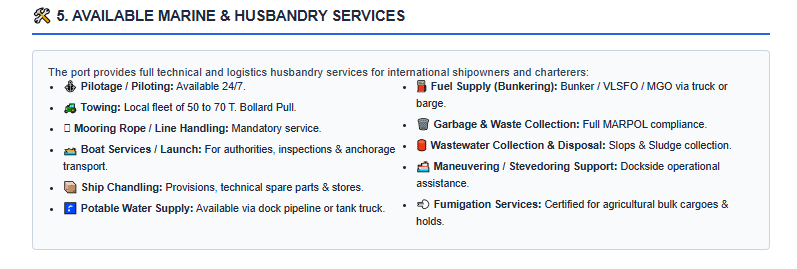 🛠 5. AVAILABLE MARINE & HUSBANDRY SERVICES
The port provides full technical and logistics husbandry services for international shipowners and charterers:
• Pilotage / Piloting: Available 24/7.
• Towing: Local fleet of 50 to 70 T. Bollard Pull.
• Mooring Rope / Line Handling: Mandatory service.
• Boat Services / Launch: For authorities, inspections & anchorage
transport.
• Ship Chandling: Provisions, technical spare parts & stores.
• Potable Water Supply: Available via dock pipeline or tank truck.
• Fuel Supply (Bunkering): Bunker / VLSFO / MGO via truck or
barge.
• Garbage & Waste Collection: Full MARPOL compliance.
• Wastewater Collection & Disposal: Slops & Sludge collection.
• Maneuvering / Stevedoring Support: Dockside operational
assistance.
• Fumigation Services: Certified for agricultural bulk cargoes &
holds.